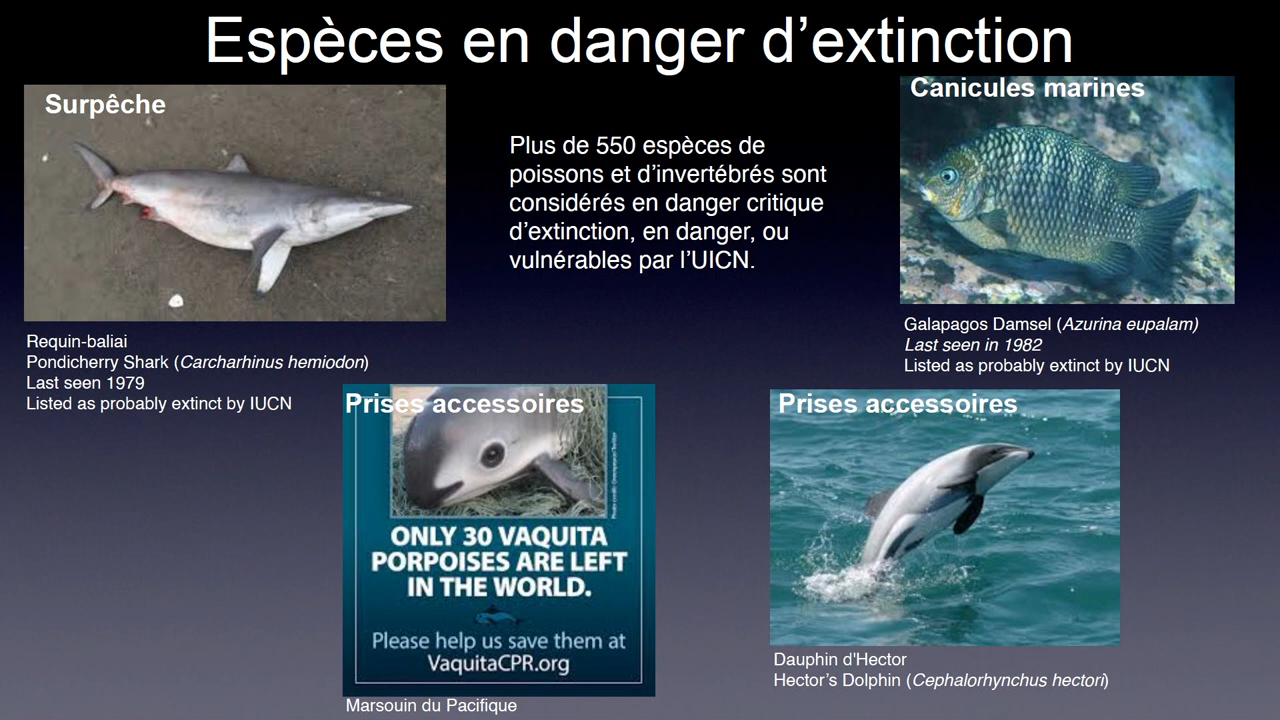 Espèces en danger d’extinction
Surpêche
Requin-baliai
Pondicherry Shark (Carcharhinus hemiodon)
Last seen 1979
Listed as probably extinct by IUCN
Plus de 550 espèces de
poissons et d’invertébrés sont
considérés en danger critique
d’extinction, en danger, ou
vulnérables par l’UICN.
Canicules marines
Galapagos Damsel (Azurina eupalam)
Last seen in 1982
Listed as probably extinct by IUCN
Prises accessoires
ONLY 30 VAQUITA
PORPOISES ARE LEFT
IN THE WORLD.
Please help us save them at
VaquitaCPR.org
Marsouin du Pacifique
Prises accessoires
Dauphin d'Hector
Hector’s Dolphin (Cephalorhynchus hectori)